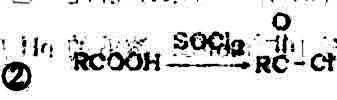 O
② RCOOH SOCl₂ → RC-Cl